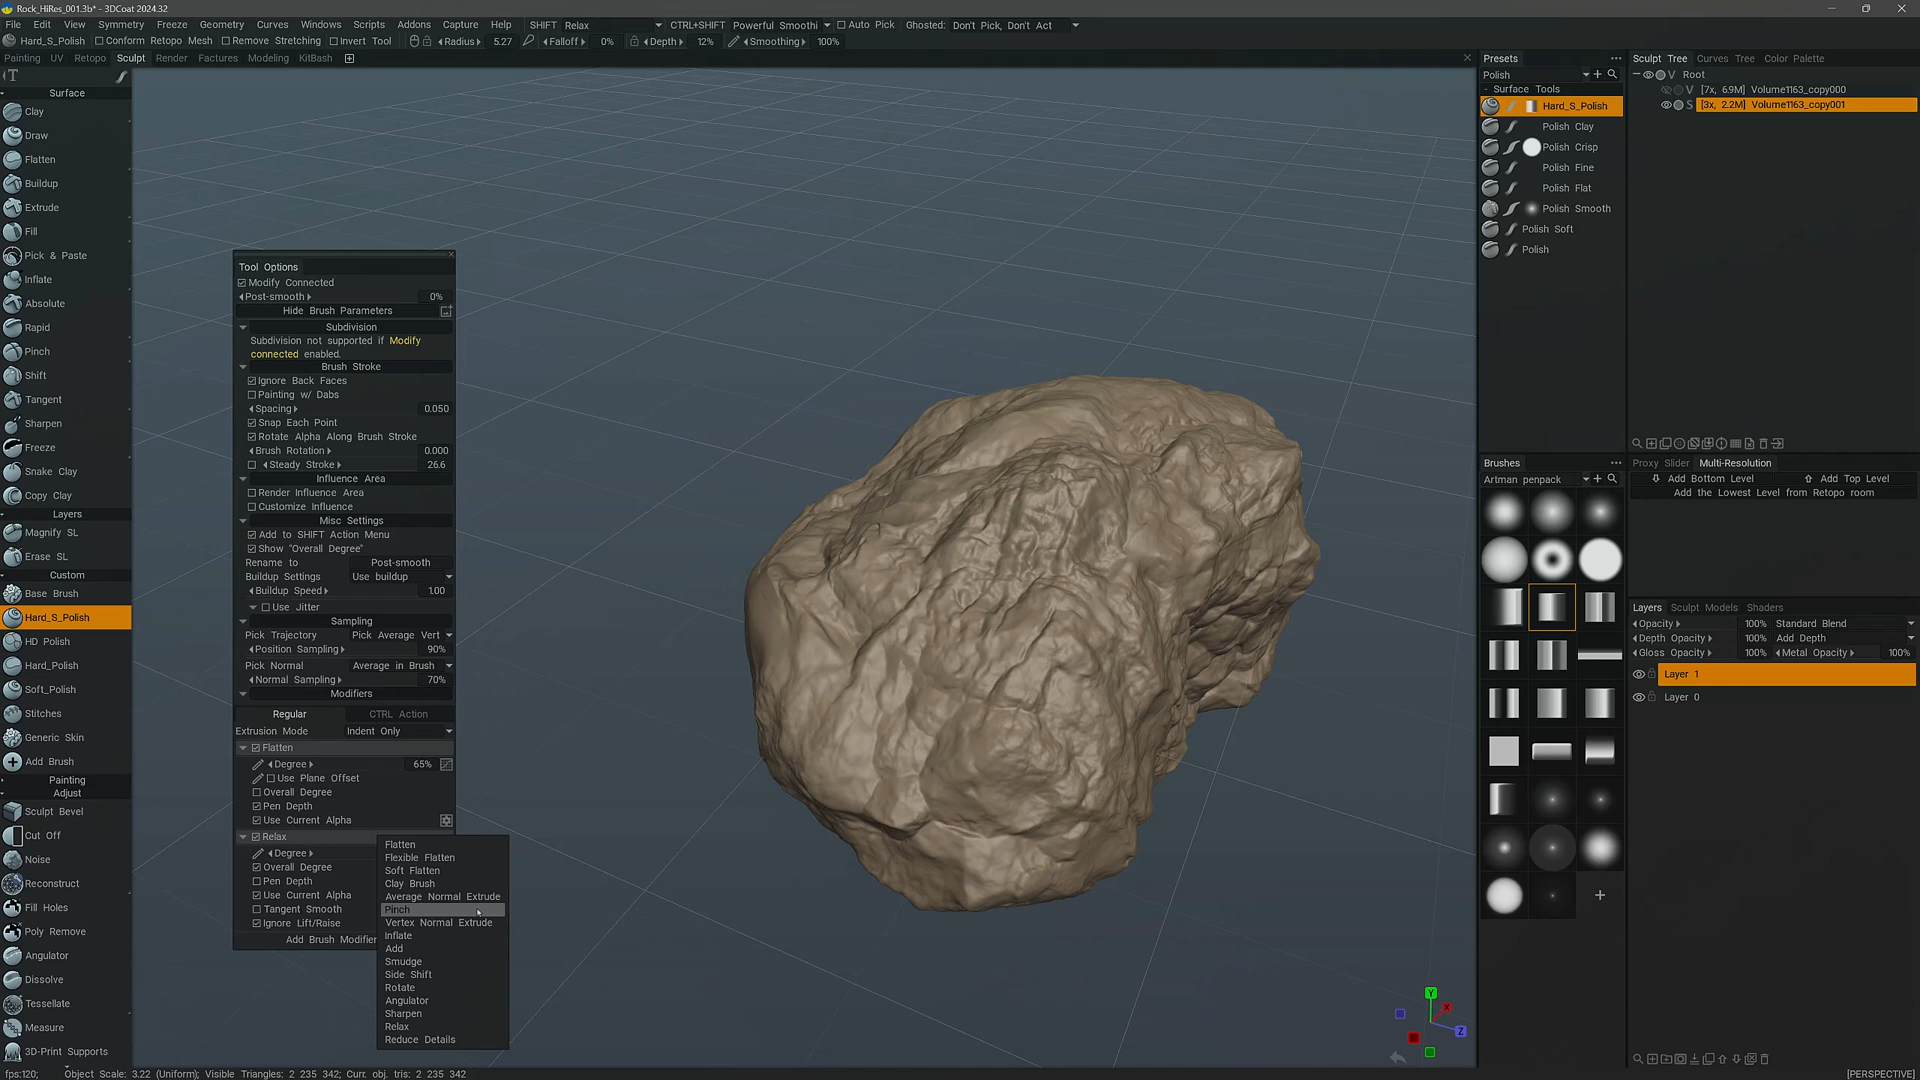 Rock_HiRes_001.3b* - 3DCoat 2024.32
File Edit View Symmetry Freeze Geometry Curves Windows Scripts Addons Capture Help SHIFT Relax CTRL+SHIFT Powerful Smoothi Auto Pick Ghosted: Don't Pick, Don't Act
Hard_S_Polish Conform Retopo Mesh Remove Stretching Invert Tool Radius 5.27 Falloff 0% Depth 12% Smoothing 100%
Painting UV Retopo Sculpt Render Factures Modeling KitBash
T
Surface
Clay
Draw
Flatten
Buildup
Extrude
Fill
Pick & Paste
Inflate
Absolute
Rapid
Pinch
Shift
Tangent
Sharpen
Freeze
Snake Clay
Copy Clay
Layers
Magnify SL
Erase SL
Custom
Base Brush
Hard_S_Polish
HD Polish
Hard_Polish
Soft_Polish
Stitches
Generic Skin
Add Brush
Painting
Adjust
Sculpt Bevel
Cut Off
Noise
Reconstruct
Fill Holes
Poly Remove
Angulator
Dissolve
Tessellate
Measure
3D-Print Supports
Tool Options
Modify Connected
Post-smooth 0%
Hide Brush Parameters
Subdivision
Subdivision not supported if Modify
connected enabled.
Brush Stroke
Ignore Back Faces
Painting w/ Dabs
Spacing 0.050
Snap Each Point
Rotate Alpha Along Brush Stroke
Brush Rotation 0.000
Steady Stroke 26.6
Influence Area
Render Influence Area
Customize Influence
Misc Settings
Add to SHIFT Action Menu
Show "Overall Degree"
Rename to Post-smooth
Buildup Settings Use buildup
Buildup Speed 1.00
Use Jitter
Sampling
Pick Trajectory Pick Average Vert
Position Sampling 90%
Pick Normal Average in Brush
Normal Sampling 70%
Modifiers
Regular CTRL Action
Extrusion Mode Indent Only
Flatten
Degree 65%
Use Plane Offset
Overall Degree
Pen Depth
Use Current Alpha
Relax
Degree
Overall Degree
Pen Depth
Use Current Alpha
Tangent Smooth
Ignore Lift/Raise
Add Brush Modifier
Flatten
Flexible Flatten
Soft Flatten
Clay Brush
Average Normal Extrude
Pinch
Vertex Normal Extrude
Inflate
Add
Smudge
Side Shift
Rotate
Angulator
Sharpen
Relax
Reduce Details
Presets
Polish
Surface Tools
Hard_S_Polish
Polish Clay
Polish Crisp
Polish Fine
Polish Flat
Polish Smooth
Polish Soft
Polish
Brushes
Artman penpack
Sculpt Tree Curves Tree Color Palette
V Root
V [7x, 6.9M] Volume1163_copy000
S [3x, 2.2M] Volume1163_copy001
Proxy Slider Multi-Resolution
Add Bottom Level Add Top Level
Add the Lowest Level from Retopo room
Layers Sculpt Models Shaders
Opacity 100% Standard Blend
Depth Opacity 100% Add Depth
Gloss Opacity 100% Metal Opacity 100%
Layer 1
Layer 0
Y
X
Z
fps:120; Object Scale: 3.22 (Uniform); Visible Triangles: 2 235 342; Curr. obj. tris: 2 235 342
[PERSPECTIVE]